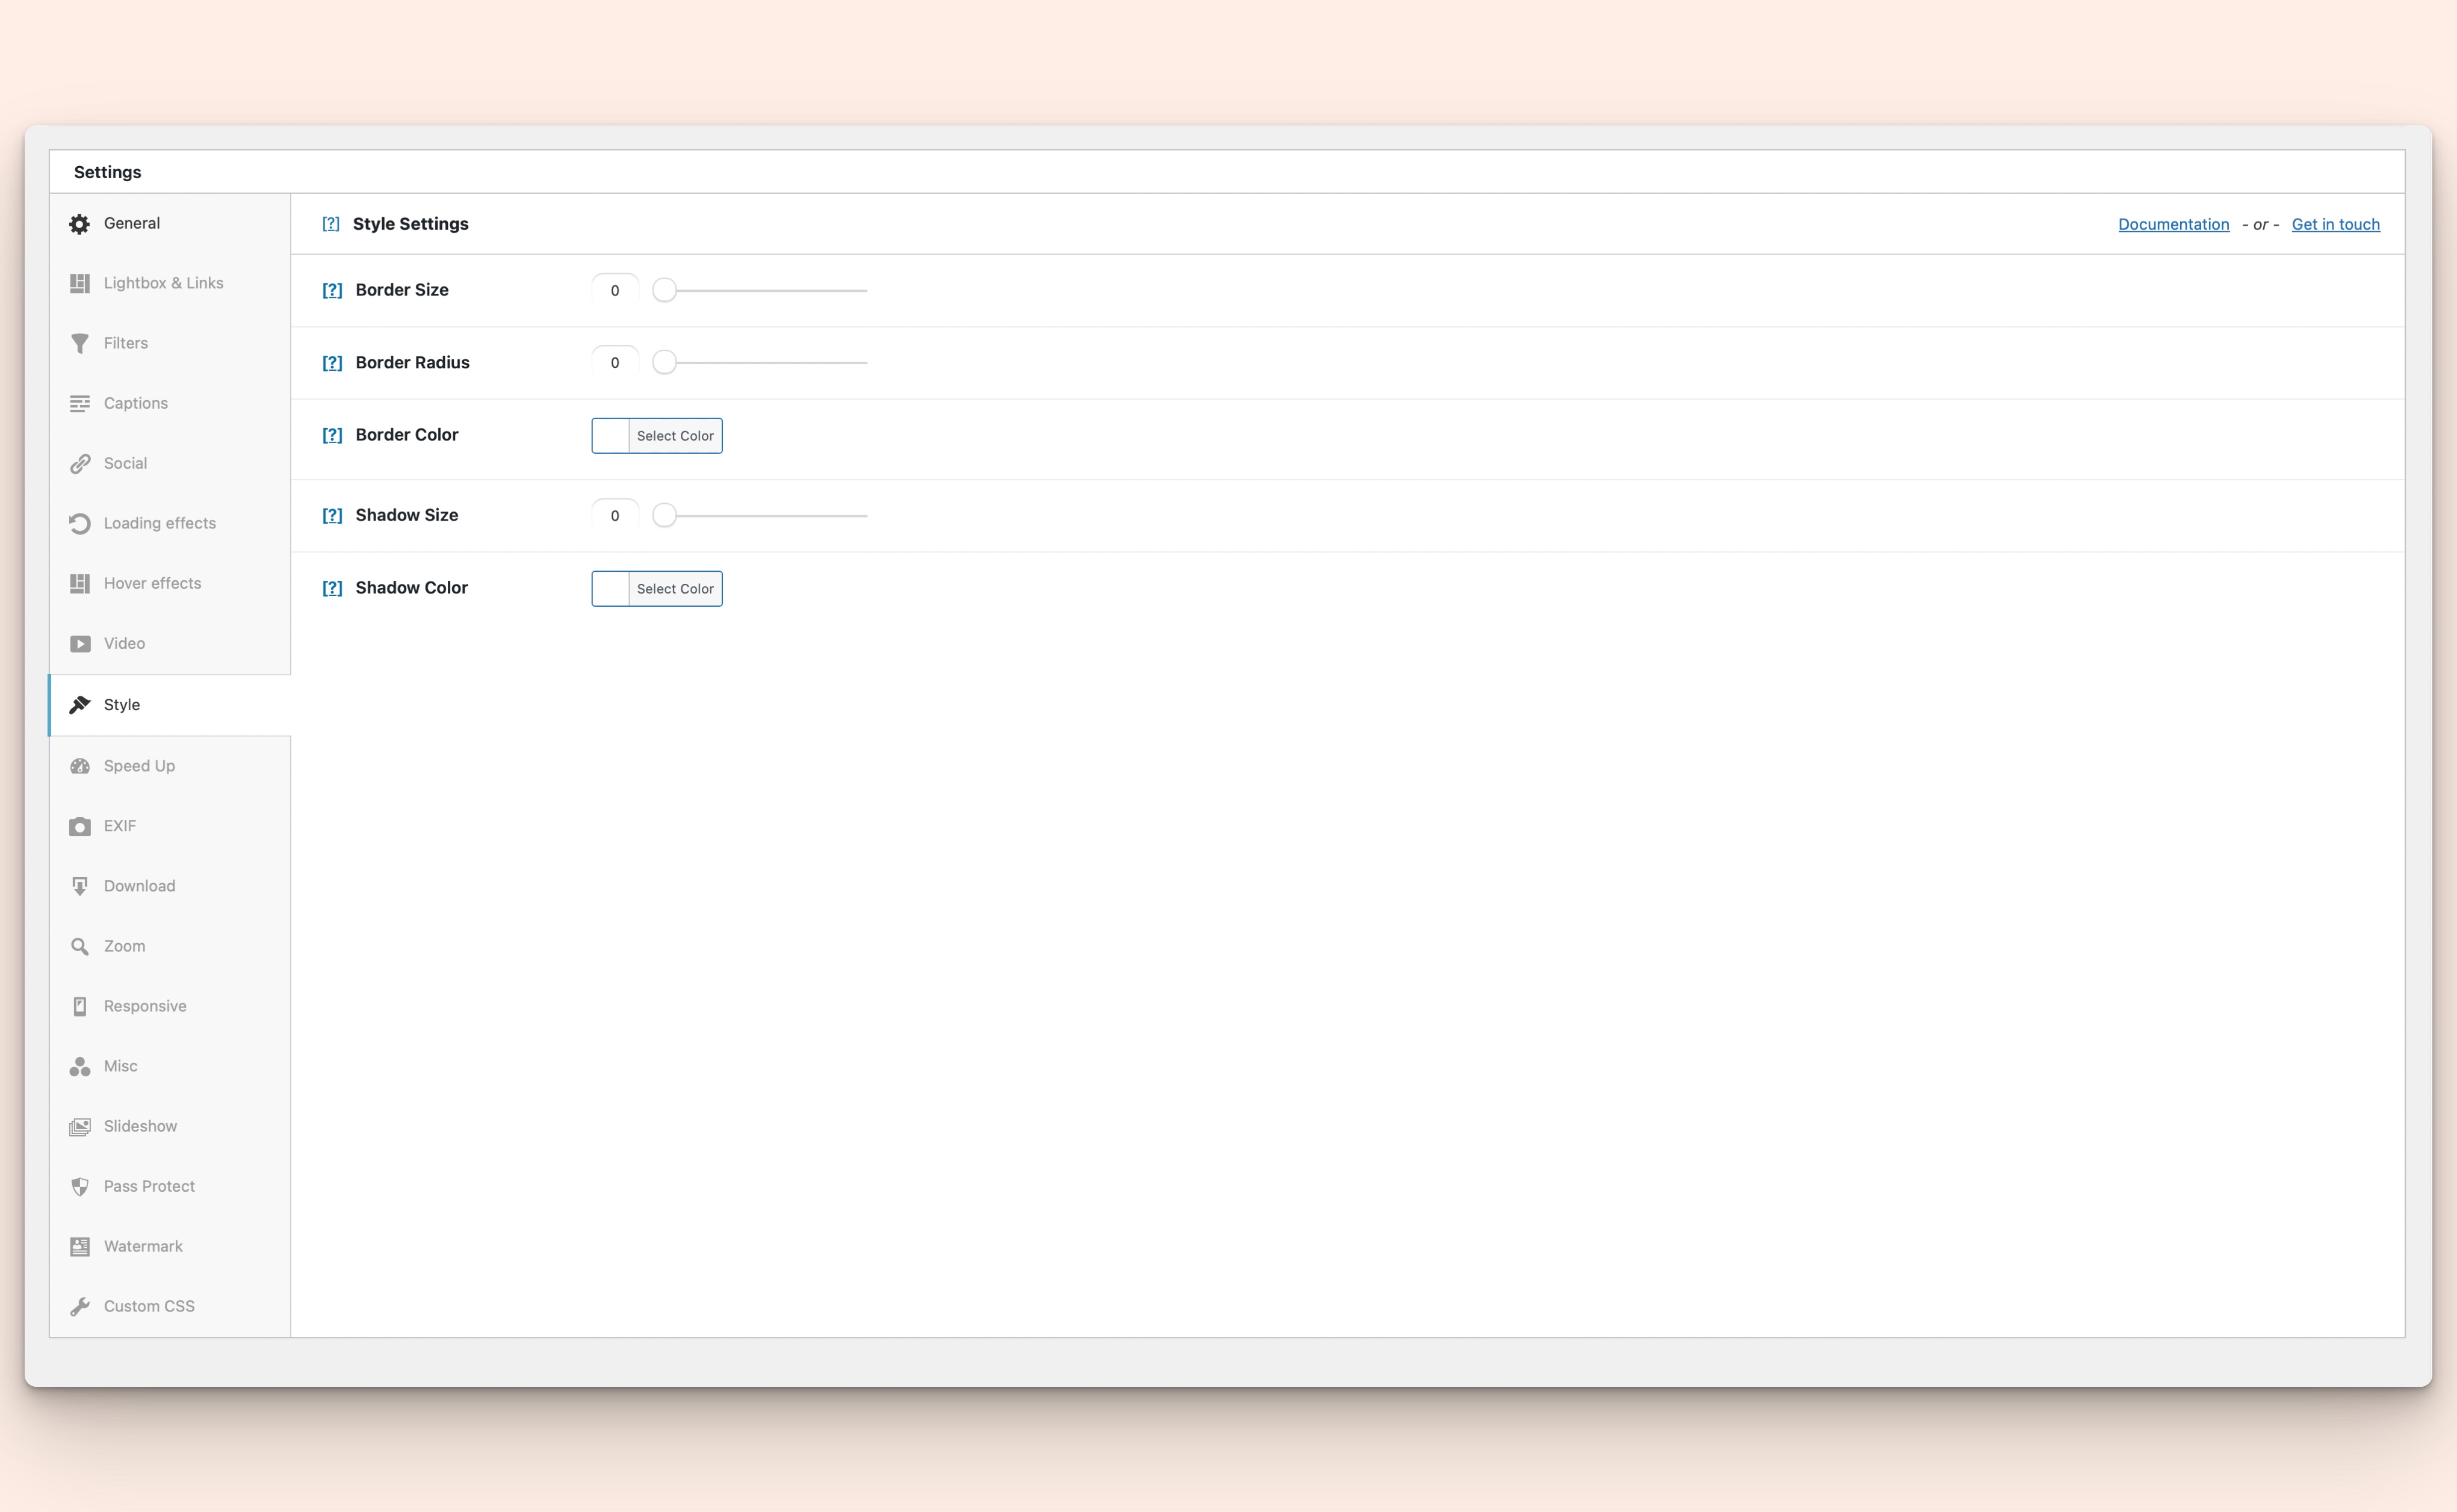 Settings
General
Lightbox & Links
Filters
Captions
Social
Loading effects
Hover effects
Video
Style
Speed Up
EXIF
Download
Zoom
Responsive
Misc
Slideshow
Pass Protect
Watermark
Custom CSS
[?] Style Settings
Documentation - or - Get in touch
[?] Border Size 0
[?] Border Radius 0
[?] Border Color Select Color
[?] Shadow Size 0
[?] Shadow Color Select Color